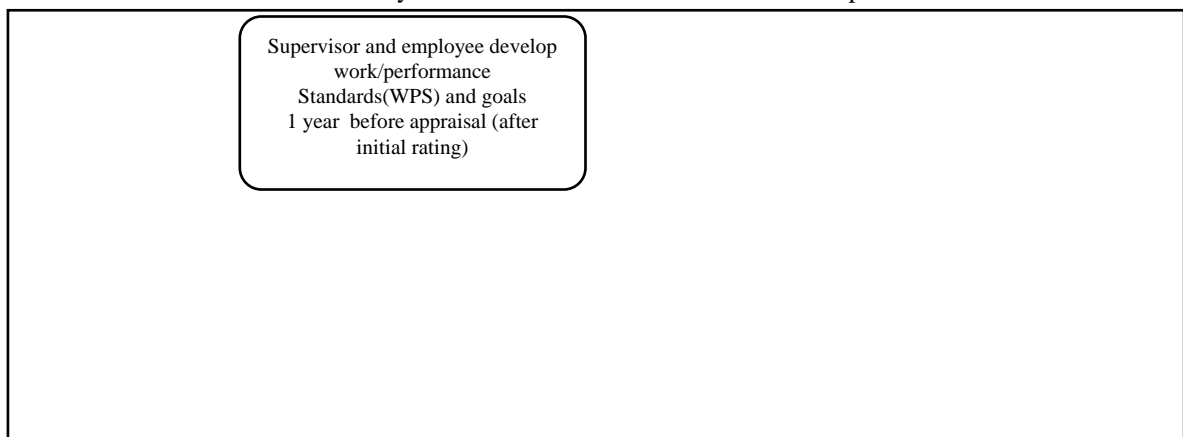 Supervisor and employee develop
work/performance
Standards(WPS) and goals
1 year  before appraisal (after
initial rating)